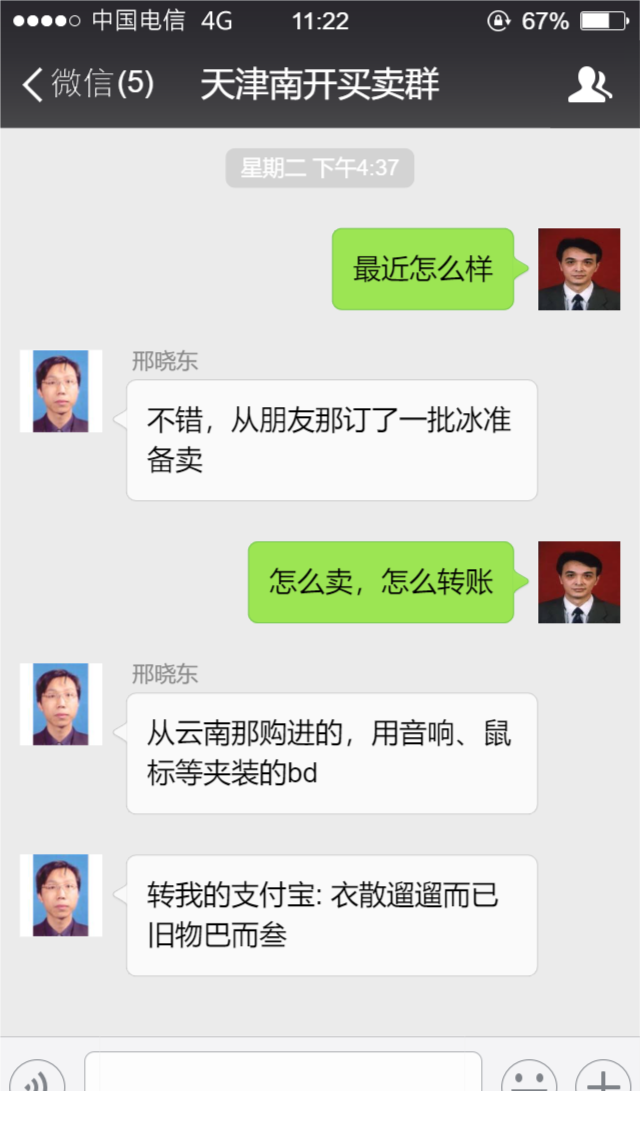 中国电信 4G 11:22 67%
微信(5) 天津南开买卖群
星期二 下午4:37
最近怎么样
邢晓东
不错，从朋友那订了一批冰准
备卖
怎么卖，怎么转账
邢晓东
从云南那购进的，用音响、鼠
标等夹装的bd
转我的支付宝: 衣散遛遛而已
旧物巴而叁